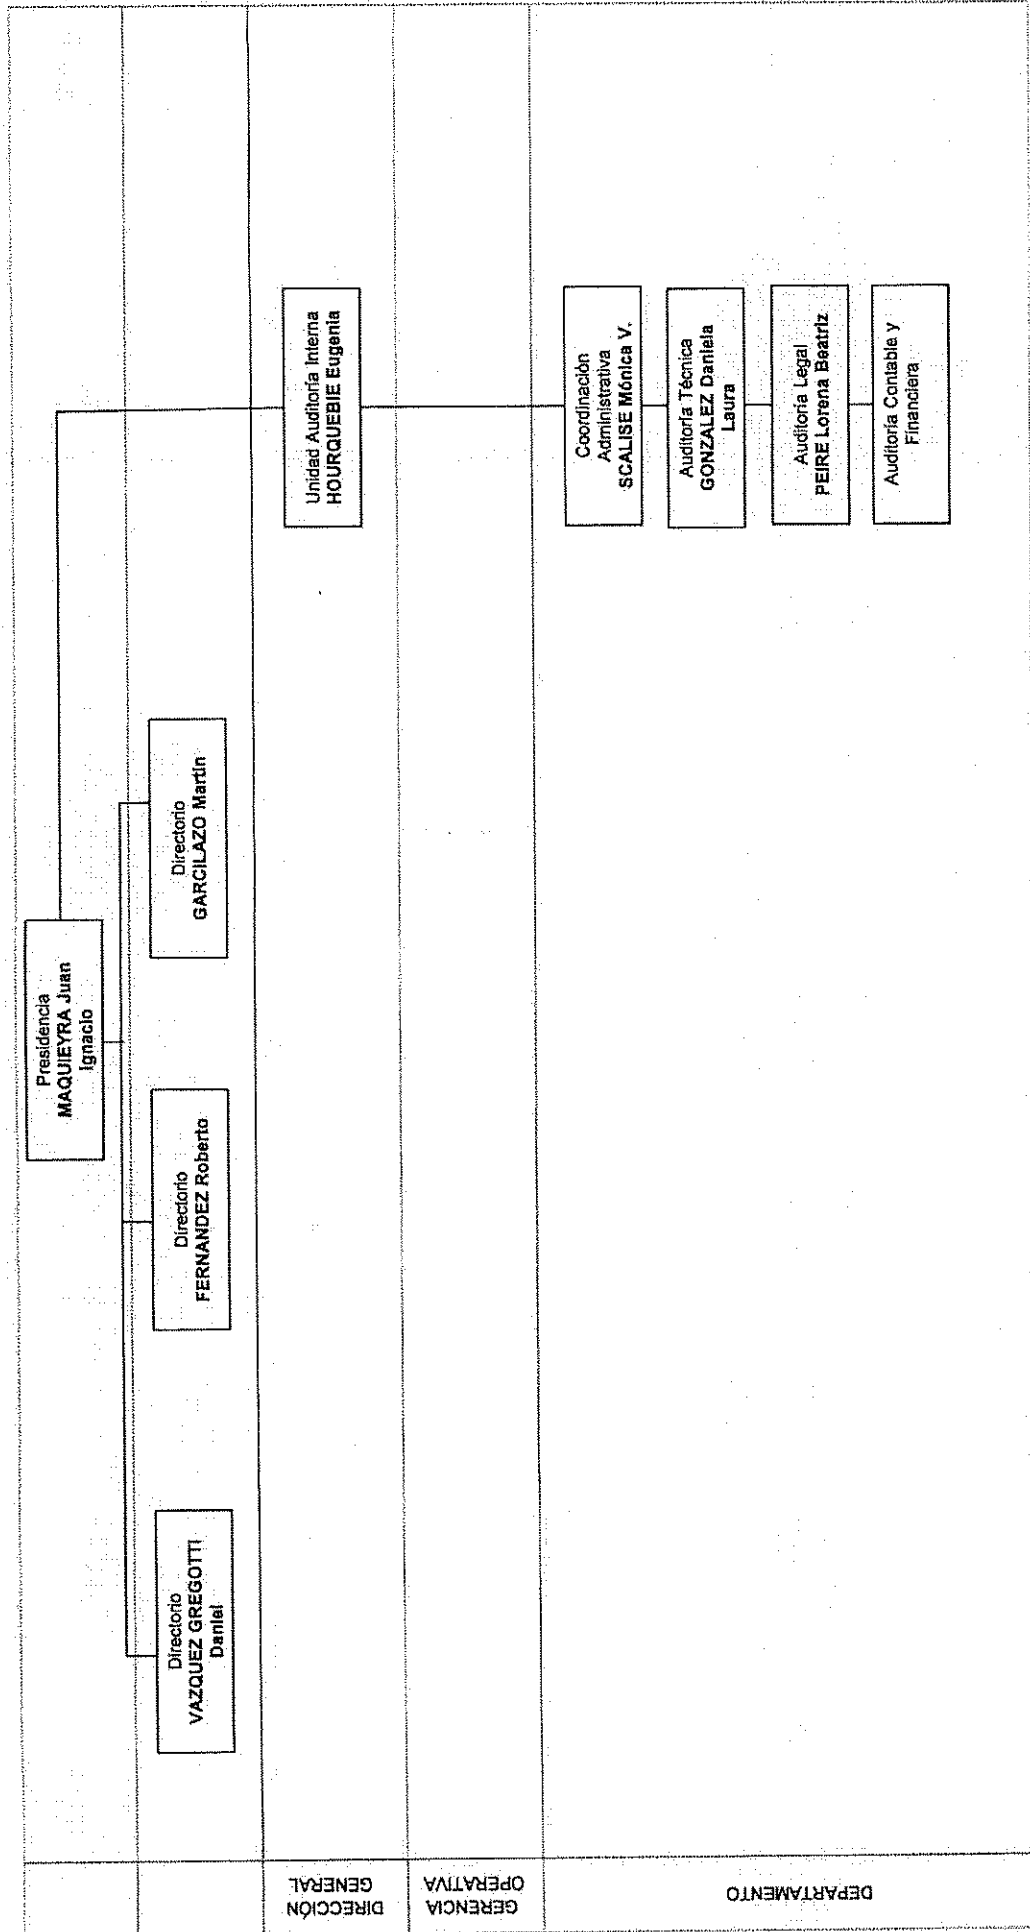 Presidencia
MAQUIEYRA Juan
Ignacio
Directorio
VAZQUEZ GREGOTTI
Daniel
Directorio
FERNANDEZ Roberto
Directorio
GARCILAZO Martín
DIRECCIÓN
GENERAL
Unidad Auditoría Interna
HOURQUEBIE Eugenia
GERENCIA
OPERATIVA
DEPARTAMENTO
Coordinación
Administrativa
SCALISE Mónica V.
Auditoría Técnica
GONZALEZ Daniela
Laura
Auditoría Legal
PEIRE Lorena Beatriz
Auditoría Contable y
Financiera